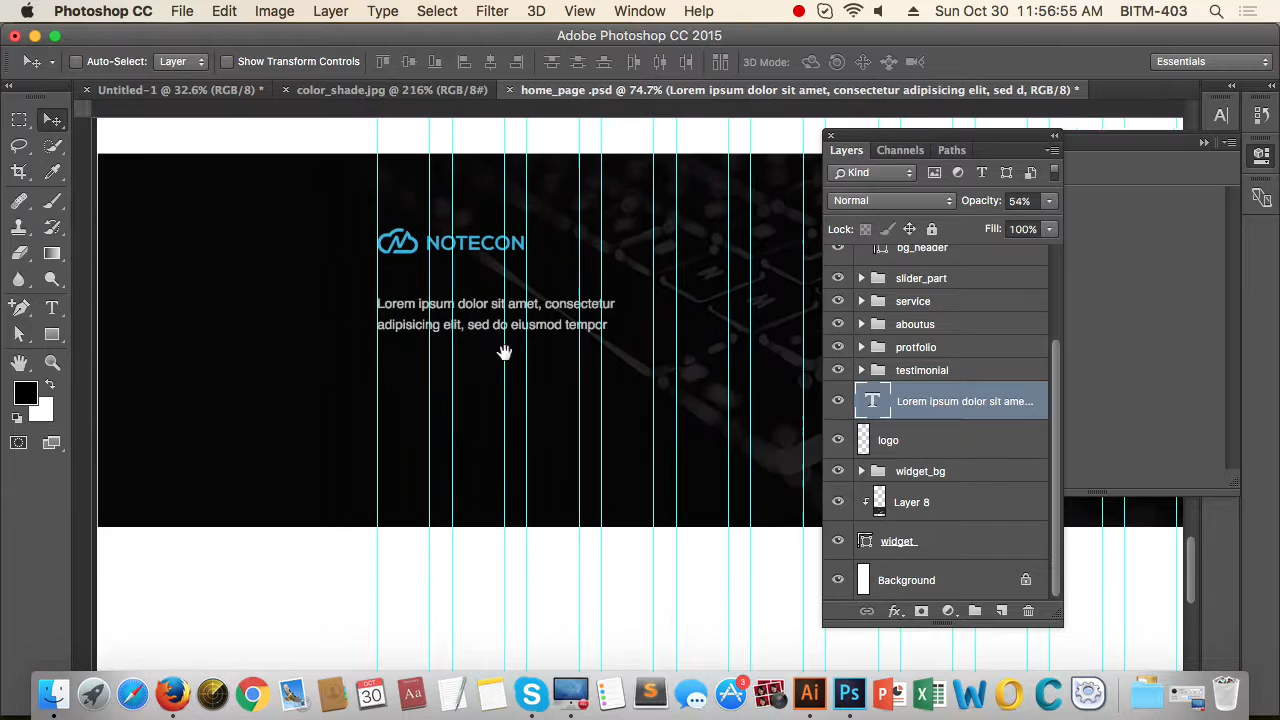 Photoshop CC File Edit Image Layer Type Select Filter 3D View Window Help Sun Oct 30 11:56:55 AM BITM-403
Adobe Photoshop CC 2015
Auto-Select: Layer Show Transform Controls 3D Mode: Essentials
Untitled-1 @ 32.6% (RGB/8) * color_shade.jpg @ 216% (RGB/8#) home_page .psd @ 74.7% (Lorem ipsum dolor sit amet, consectetur adipisicing elit, sed d, RGB/8) *
Layers Channels Paths
Kind
Normal Opacity: 54%
Lock: Fill: 100%
bg_header
slider_part
service
aboutus
protfolio
testimonial
Lorem ipsum dolor sit ame...
logo
widget_bg
Layer 8
widget
Background
NOTECON
Lorem ipsum dolor sit amet, consectetur
adipisicing elit, sed do eiusmod tempor
OCT
30
3